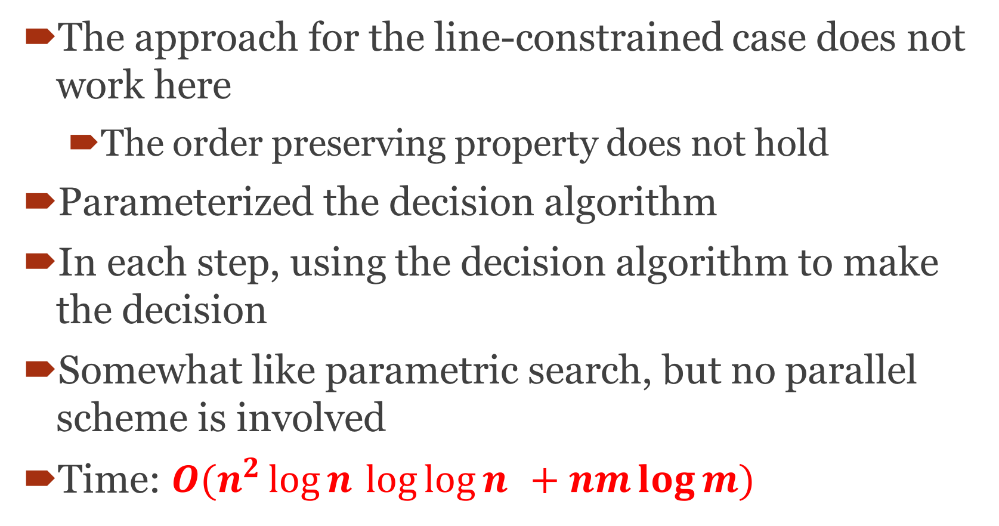 The approach for the line-constrained case does not
work here
The order preserving property does not hold
Parameterized the decision algorithm
In each step, using the decision algorithm to make
the decision
Somewhat like parametric search, but no parallel
scheme is involved
Time: O(n² log n log log n + nm log m)